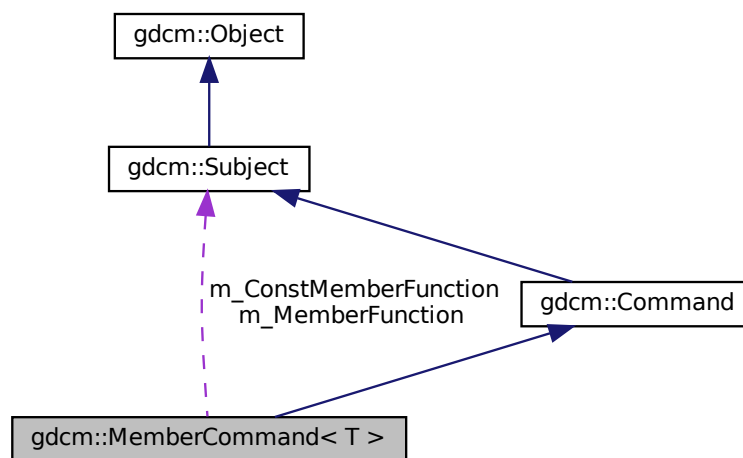 gdcm::Object
gdcm::Subject
m_ConstMemberFunction
m_MemberFunction
gdcm::Command
gdcm::MemberCommand< T >